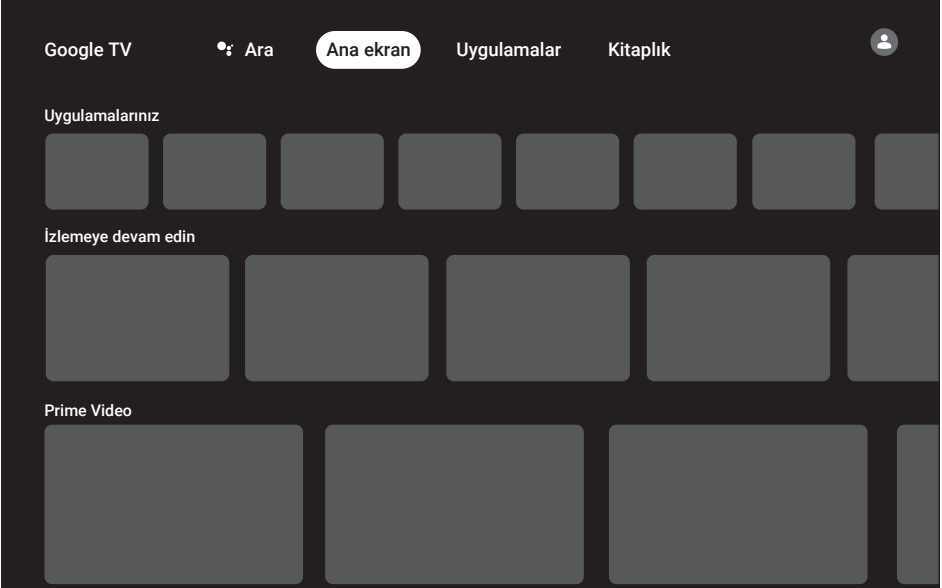 Google TV Ara Ana ekran Uygulamalar Kitaplık
Uygulamalarınız
İzlemeye devam edin
Prime Video